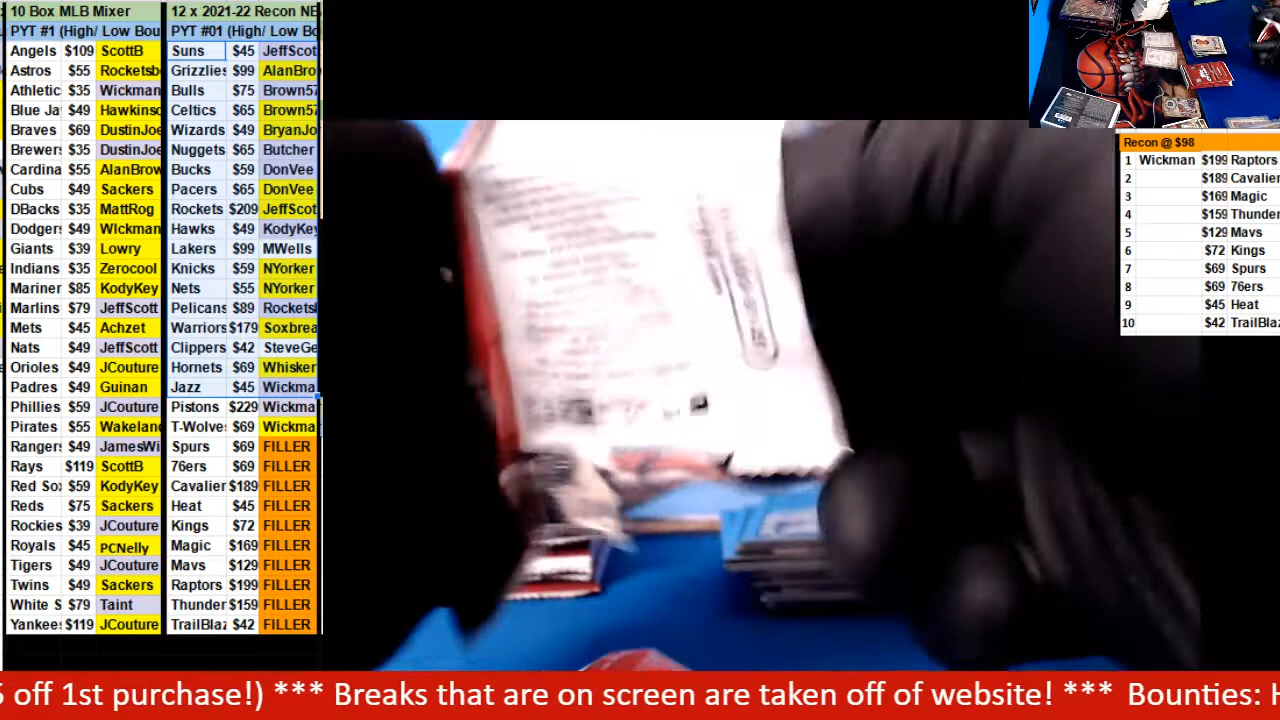 10 Box MLB Mixer
PYT #1 (High/ Low Bou
Angels $109 ScottB
Astros $55 Rocketsb
Athletic $35 Wickman
Blue Ja $49 Hawkinso
Braves $69 DustinJoe
Brewers $35 DustinJoe
Cardina $55 AlanBrow
Cubs $49 Sackers
DBacks $35 MattRog
Dodgers $49 WIckman
Giants $39 Lowry
Indians $35 Zerocool
Mariner $85 KodyKey
Marlins $79 JeffScott
Mets $45 Achzet
Nats $49 JeffScott
Orioles $49 JCouture
Padres $49 Guinan
Phillies $59 JCouture
Pirates $55 Wakeland
Rangers $49 JamesWi
Rays $119 ScottB
Red Sox $59 KodyKey
Reds $75 Sackers
Rockies $39 JCouture
Royals $45 PCNelly
Tigers $49 JCouture
Twins $49 Sackers
White S $79 Taint
Yankees $119 JCouture
12 x 2021-22 Recon NB
PYT #01 (High/ Low Bo
Suns $45 JeffScot
Grizzlies $99 AlanBro
Bulls $75 Brown57
Celtics $65 Brown57
Wizards $49 BryanJo
Nuggets $65 Butcher
Bucks $59 DonVee
Pacers $65 DonVee
Rockets $209 JeffScot
Hawks $49 KodyKey
Lakers $99 MWells
Knicks $59 NYorker
Nets $55 NYorker
Pelicans $89 Rockets
Warriors $179 Soxbrea
Clippers $42 SteveGe
Hornets $69 Whisker
Jazz $45 Wickma
Pistons $229 Wickma
T-Wolve $69 Wickma
Spurs $69 FILLER
76ers $69 FILLER
Cavalier $189 FILLER
Heat $45 FILLER
Kings $72 FILLER
Magic $169 FILLER
Mavs $129 FILLER
Raptors $199 FILLER
Thunder $159 FILLER
TrailBlaz $42 FILLER
Recon @ $98
1 Wickman $199 Raptors
2 $189 Cavalier
3 $169 Magic
4 $159 Thunder
5 $129 Mavs
6 $72 Kings
7 $69 Spurs
8 $69 76ers
9 $45 Heat
10 $42 TrailBlaz
off 1st purchase!) *** Breaks that are on screen are taken off of website! *** Bounties: H